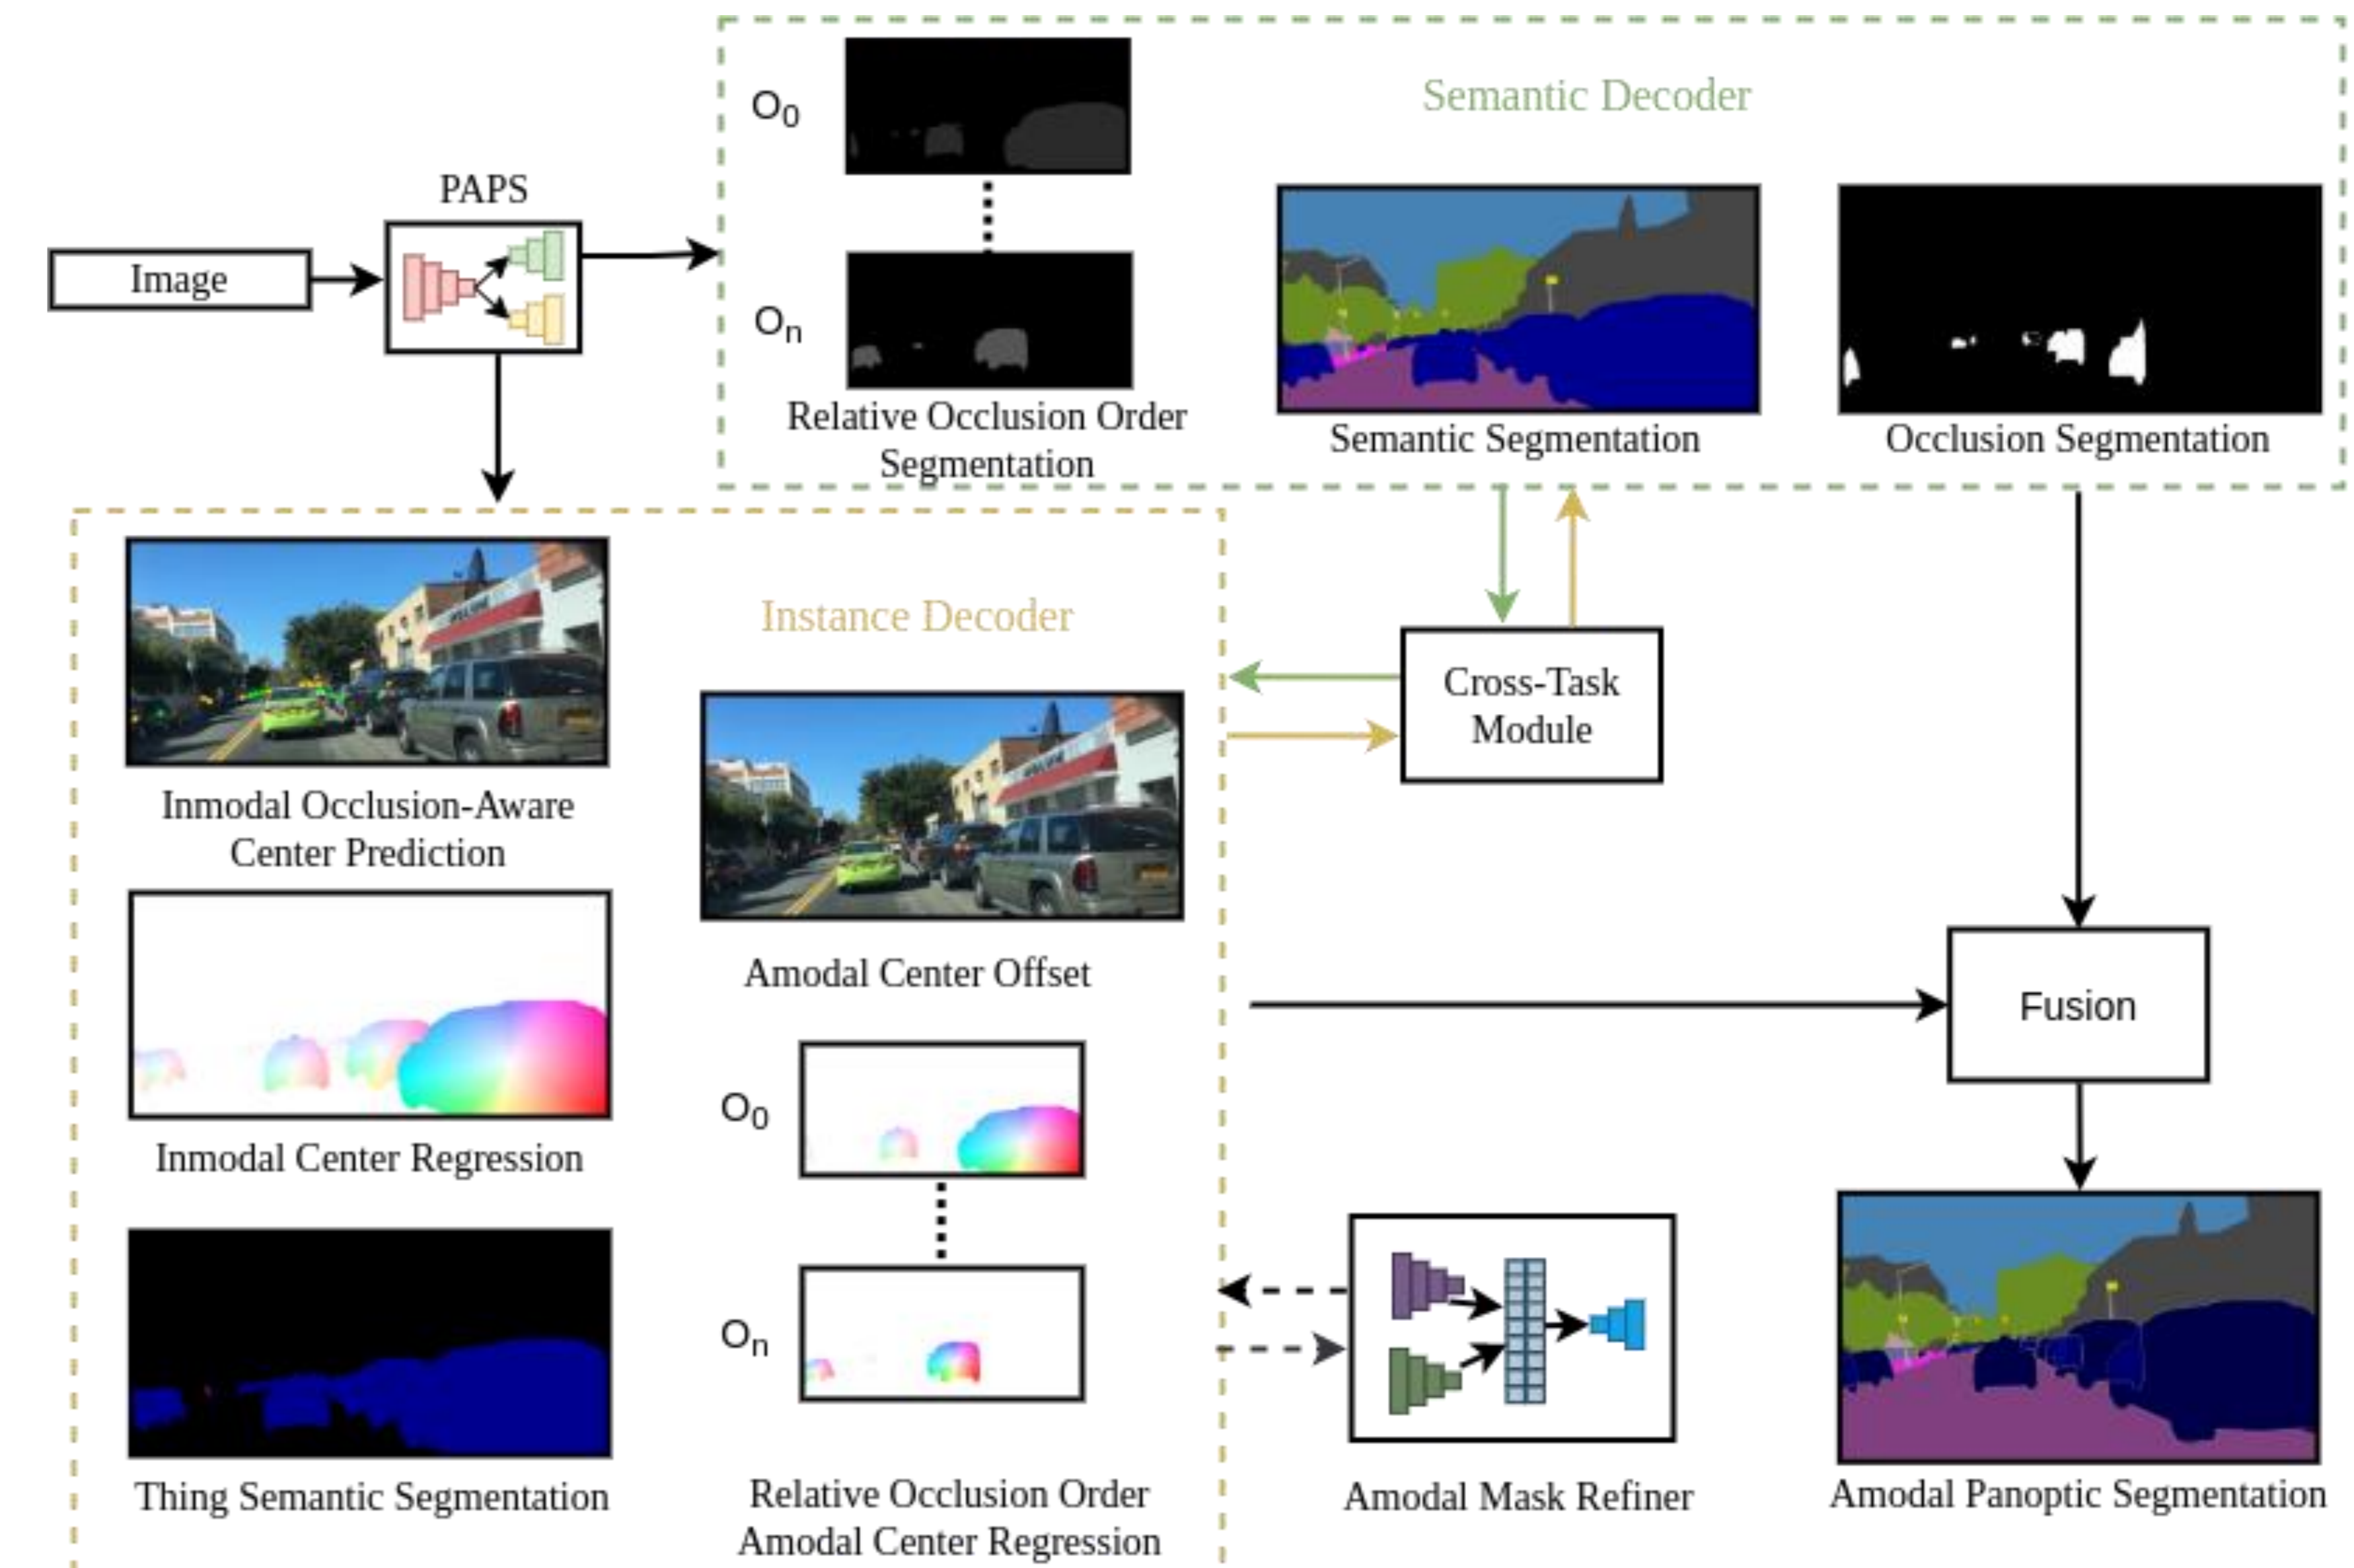 PAPS
Image
Semantic Decoder
O0
On
Relative Occlusion Order
Segmentation
Semantic Segmentation
Occlusion Segmentation
Instance Decoder
Inmodal Occlusion-Aware
Center Prediction
Inmodal Center Regression
Thing Semantic Segmentation
Amodal Center Offset
O0
On
Relative Occlusion Order
Amodal Center Regression
Cross-Task
Module
Fusion
Amodal Mask Refiner
Amodal Panoptic Segmentation